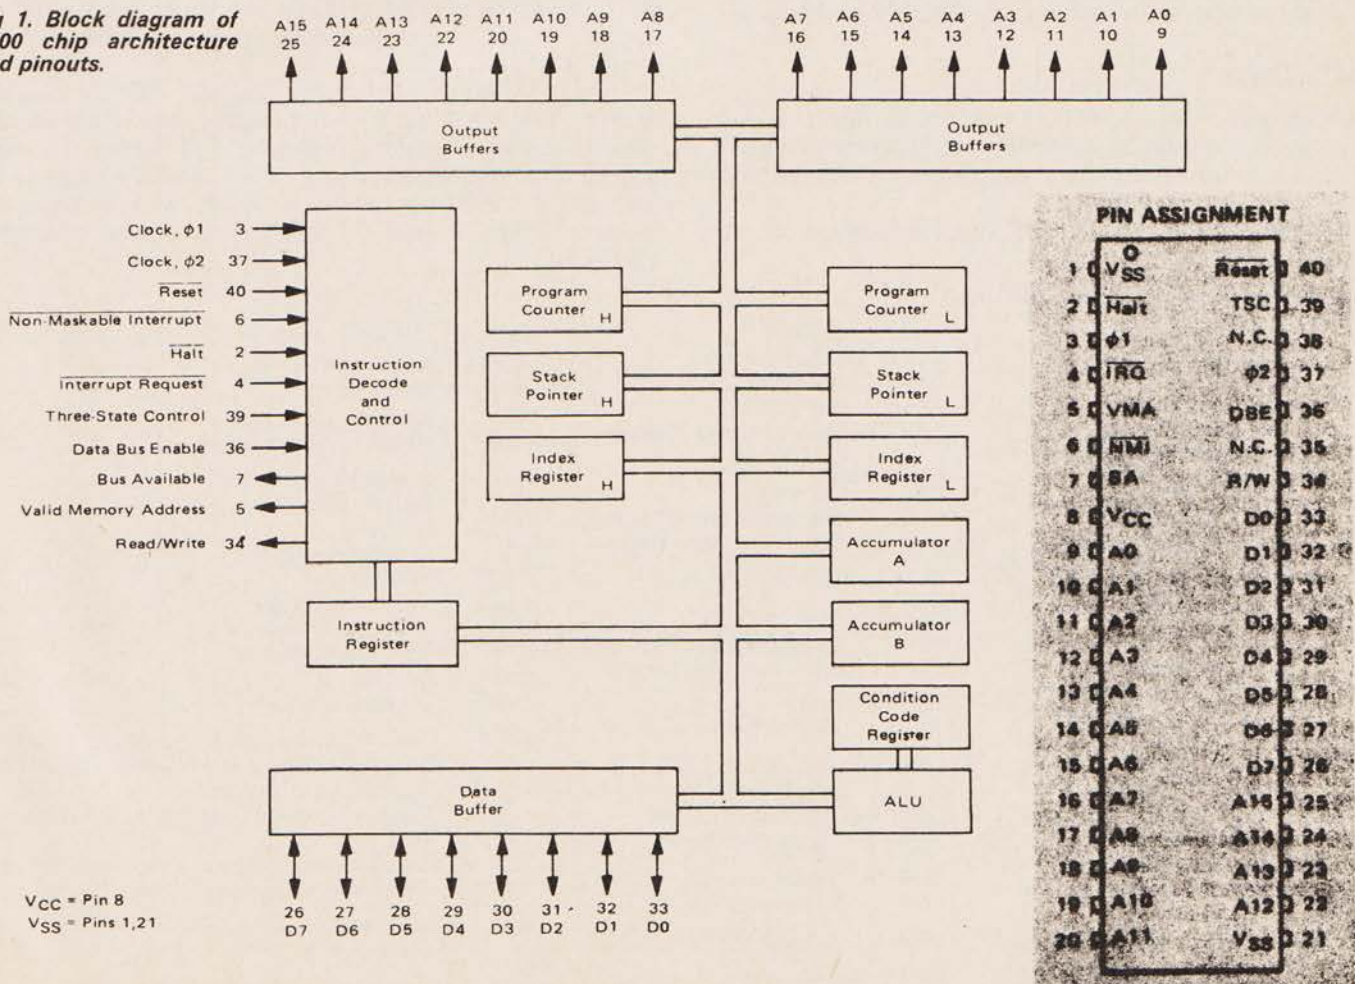 1. Block diagram of
00 chip architecture
d pinouts.
A15 A14 A13 A12 A11 A10 A9 A8
25 24 23 22 20 19 18 17
A7 A6 A5 A4 A3 A2 A1 A0
16 15 14 13 12 11 10 9
Output
Buffers
Output
Buffers
Clock, ϕ1 3
Clock, ϕ2 37
Reset 40
Non-Maskable Interrupt 6
Halt 2
Interrupt Request 4
Three-State Control 39
Data Bus Enable 36
Bus Available 7
Valid Memory Address 5
Read/Write 34
Instruction
Decode
and
Control
Instruction
Register
Program
Counter H
Stack
Pointer H
Index
Register H
Program
Counter L
Stack
Pointer L
Index
Register L
Accumulator
A
Accumulator
B
Condition
Code
Register
ALU
Data
Buffer
26 27 28 29 30 31 32 33
D7 D6 D5 D4 D3 D2 D1 D0
VCC = Pin 8
VSS = Pins 1,21
PIN ASSIGNMENT
1 VSS Reset 40
2 Halt TSC 39
3 ϕ1 N.C. 38
4 IRQ ϕ2 37
5 VMA DBE 36
6 NMI N.C. 35
7 BA R/W 34
8 VCC D0 33
9 A0 D1 32
10 A1 D2 31
11 A2 D3 30
12 A3 D4 29
13 A4 D5 28
14 A5 D6 27
15 A6 D7 26
16 A7 A15 25
17 A8 A14 24
18 A9 A13 23
19 A10 A12 22
20 A11 VSS 21